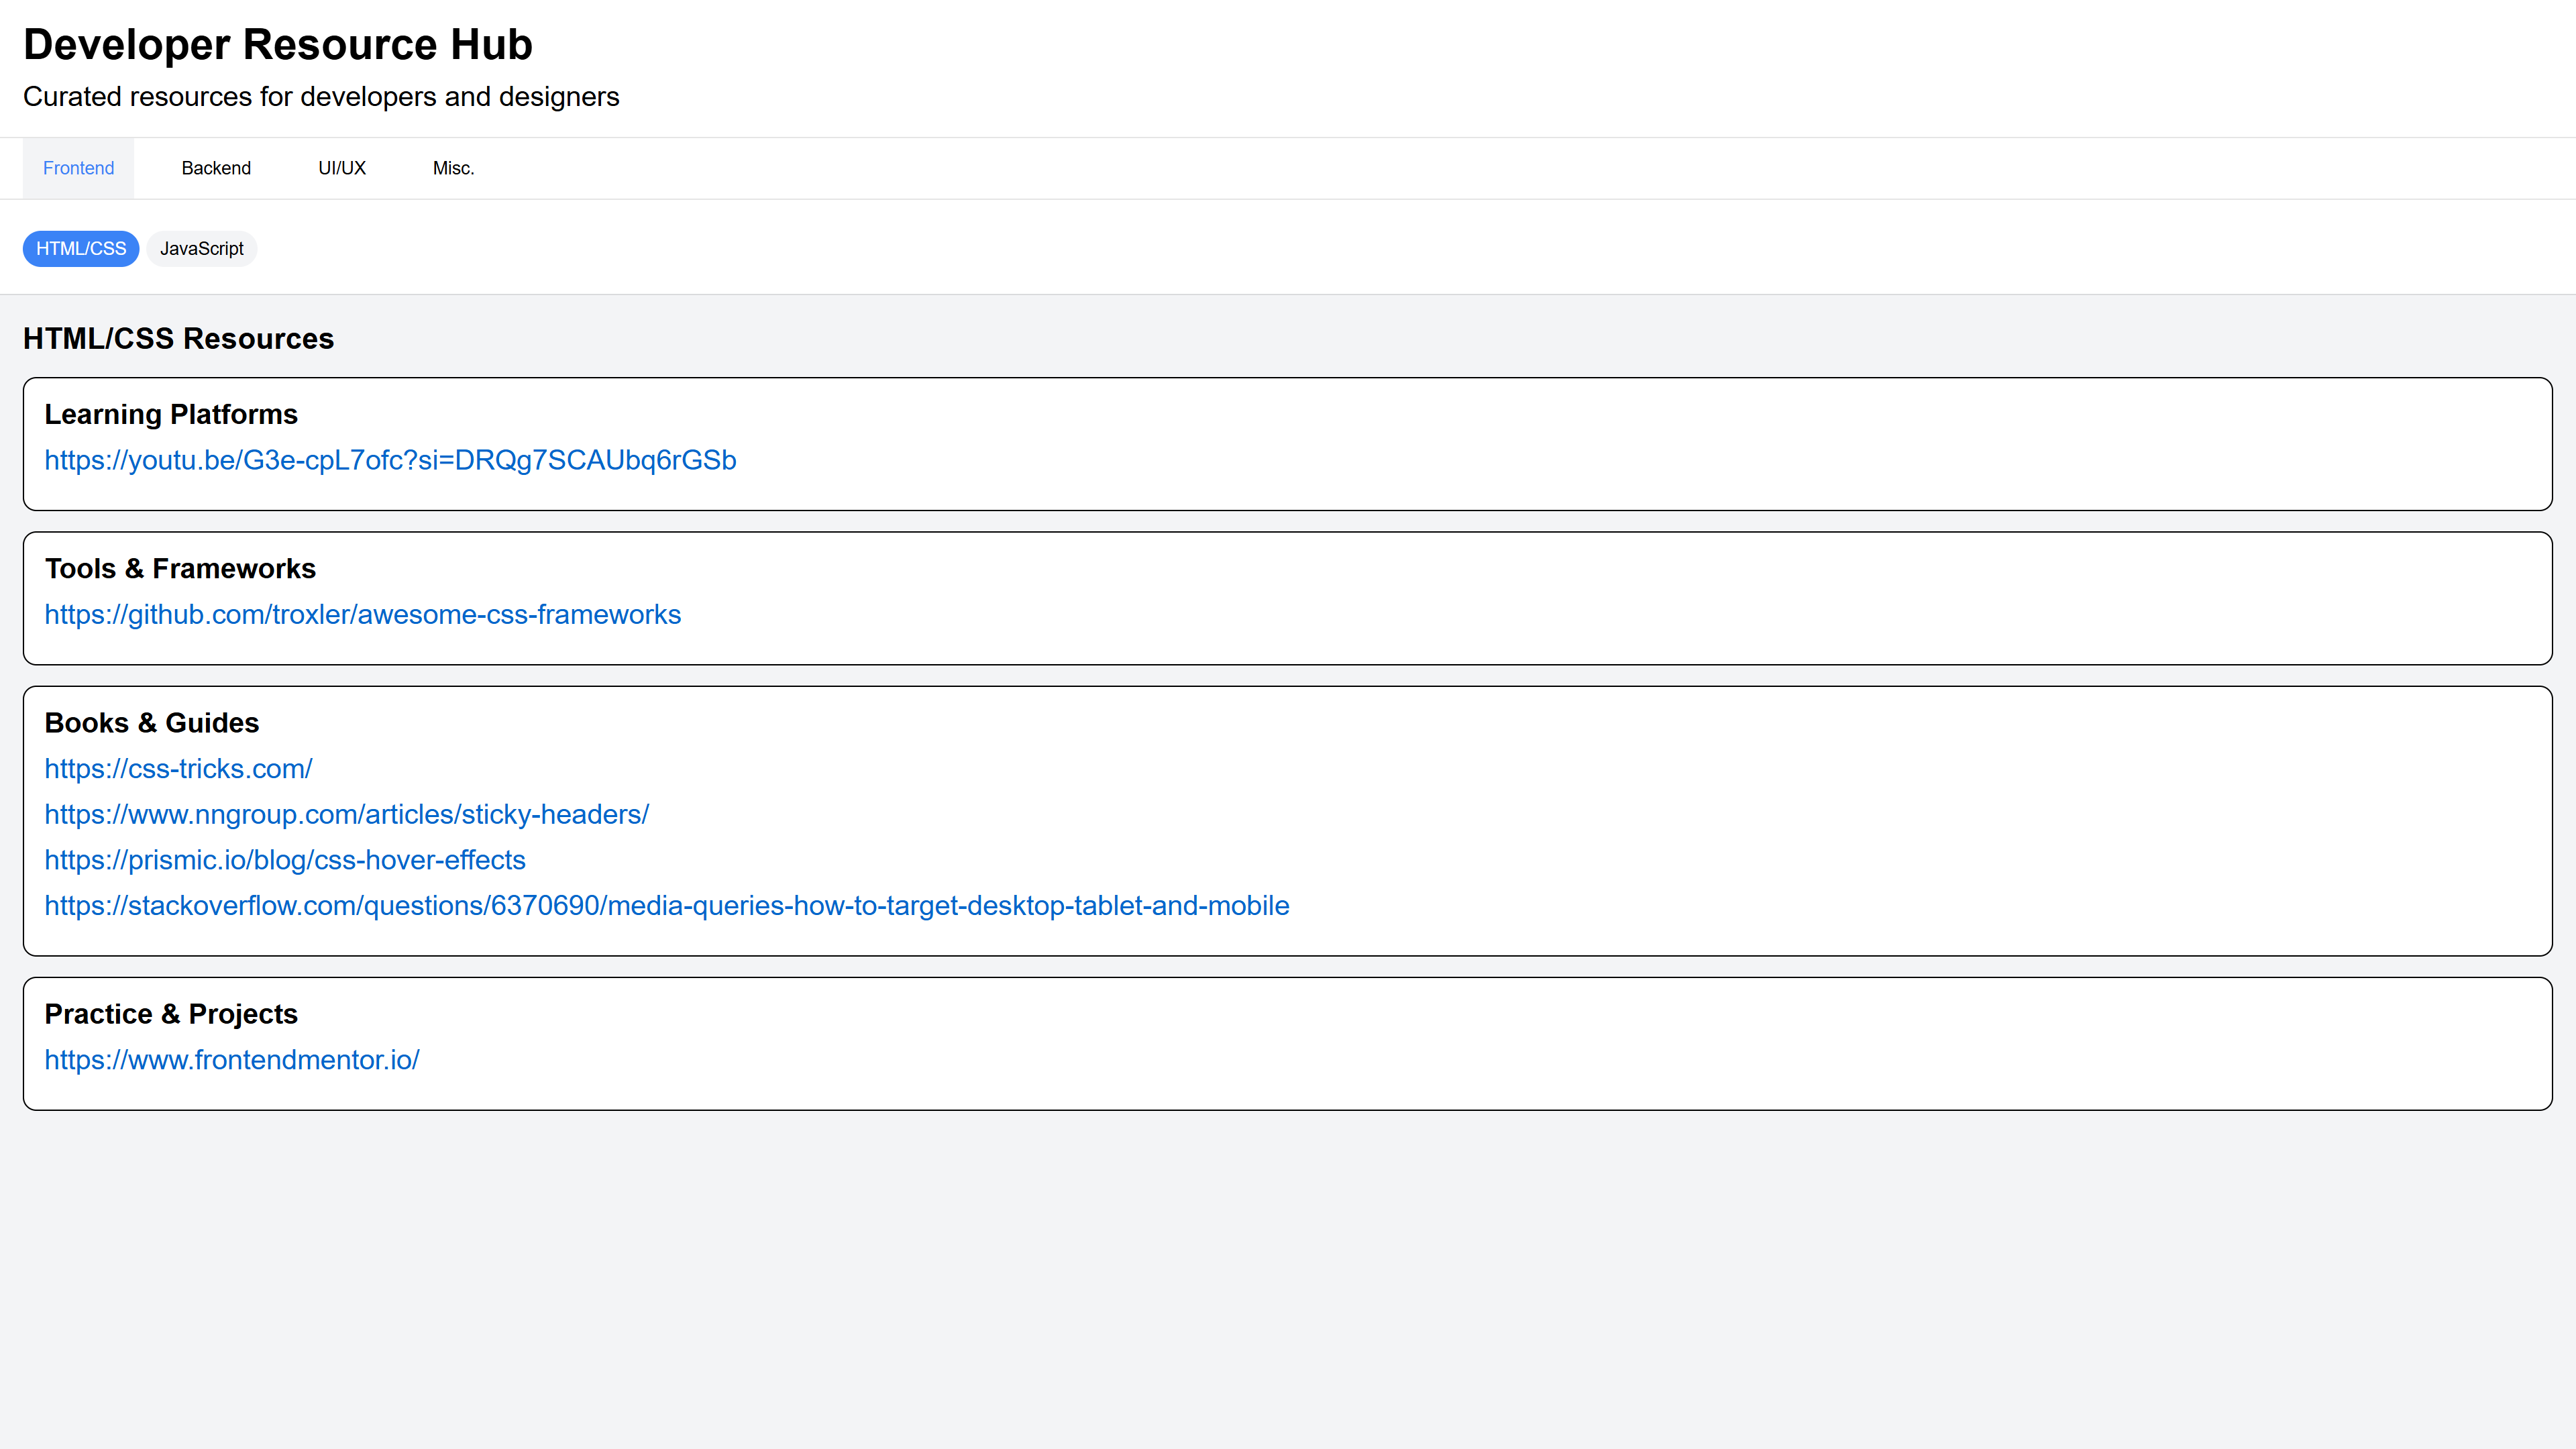 Developer Resource Hub
Curated resources for developers and designers
Frontend Backend UI/UX Misc.
HTML/CSS JavaScript
HTML/CSS Resources
Learning Platforms
https://youtu.be/G3e-cpL7ofc?si=DRQg7SCAUbq6rGSb
Tools & Frameworks
https://github.com/troxler/awesome-css-frameworks
Books & Guides
https://css-tricks.com/
https://www.nngroup.com/articles/sticky-headers/
https://prismic.io/blog/css-hover-effects
https://stackoverflow.com/questions/6370690/media-queries-how-to-target-desktop-tablet-and-mobile
Practice & Projects
https://www.frontendmentor.io/